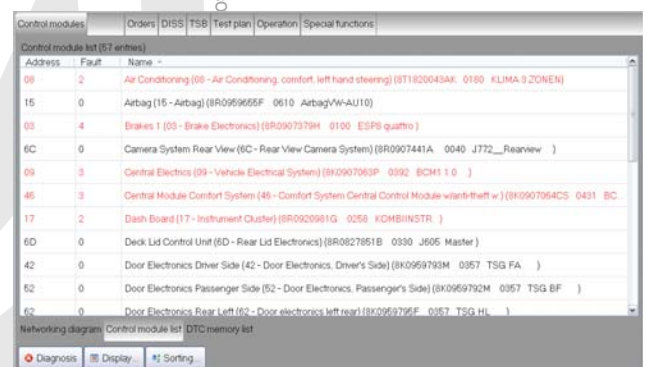 Control modules Orders DISS TSB Test plan Operation Special functions
Control module list (57 entries)
Address Fault Name
08 2 Air Conditioning (08 - Air Conditioning, comfort, left hand steering) (8T1820043AK 0180 KLIMA 3 ZONEN)
15 0 Airbag (15 - Airbag) (8R0959655F 0610 AirbagVW-AU10)
03 4 Brakes 1 (03 - Brake Electronics) (8R0907379H 0100 ESP8 quattro )
6C 0 Camera System Rear View (6C - Rear View Camera System) (8R0907441A 0040 J772__Rearview )
09 3 Central Electrics (09 - Vehicle Electrical System) (8K0907063P 0392 BCM1 1.0 )
46 3 Central Module Comfort System (46 - Comfort System Central Control Module w/anti-theft w ) (8K0907064CS 0431 BC...
17 2 Dash Board (17 - Instrument Cluster) (8R0920981G 0258 KOMBIINSTR. )
6D 0 Deck Lid Control Unit (6D - Rear Lid Electronics) (8R0827851B 0330 J605 Master )
42 0 Door Electronics Driver Side (42 - Door Electronics, Driver's Side) (8K0959793M 0357 TSG FA )
52 0 Door Electronics Passenger Side (52 - Door Electronics, Passenger's Side) (8K0959792M 0357 TSG BF )
62 0 Door Electronics Rear Left (62 - Door electronics left rear) (8K0959795F 0357 TSG HL )
Networking diagram Control module list DTC memory list
Diagnosis Display... Sorting...